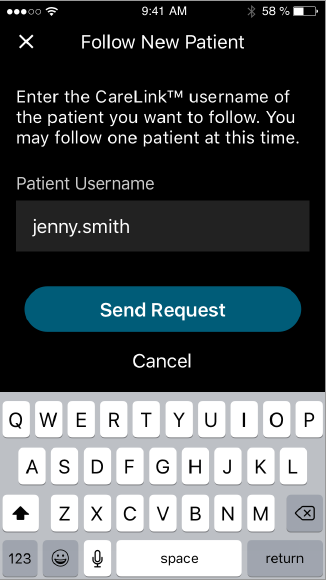 9:41 AM 58 %
Follow New Patient
Enter the CareLink™ username of
the patient you want to follow. You
may follow one patient at this time.
Patient Username
jenny.smith
Send Request
Cancel
Q W E R T Y U I O P
A S D F G H J K L
Z X C V B N M
123 space return